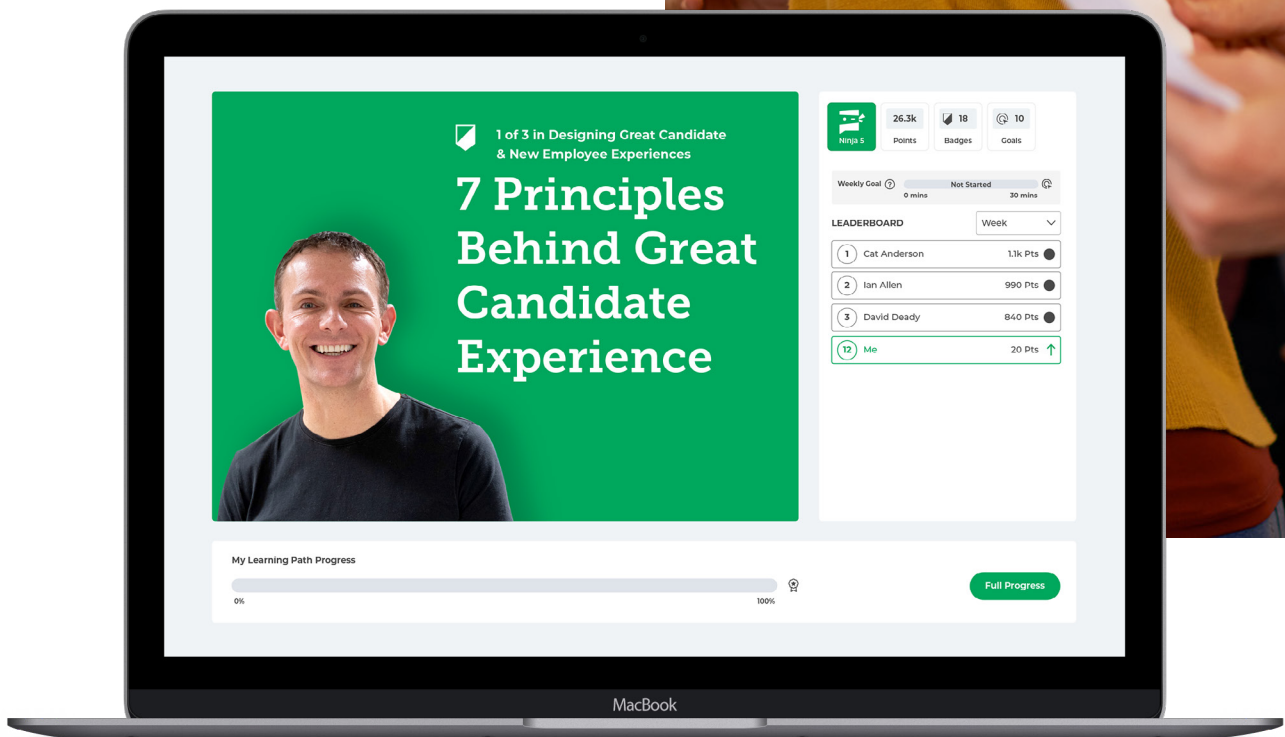 1 of 3 in Designing Great Candidate
& New Employee Experiences
7 Principles
Behind Great
Candidate
Experience
Ninja 5
26.3k
Points
18
Badges
10
Goals
Weekly Goal ?
Not Started
0 mins
30 mins
LEADERBOARD
Week
1 Cat Anderson 1.1k Pts
2 Ian Allen 990 Pts
3 David Deady 840 Pts
12 Me 20 Pts
My Learning Path Progress
0%
100%
Full Progress
MacBook